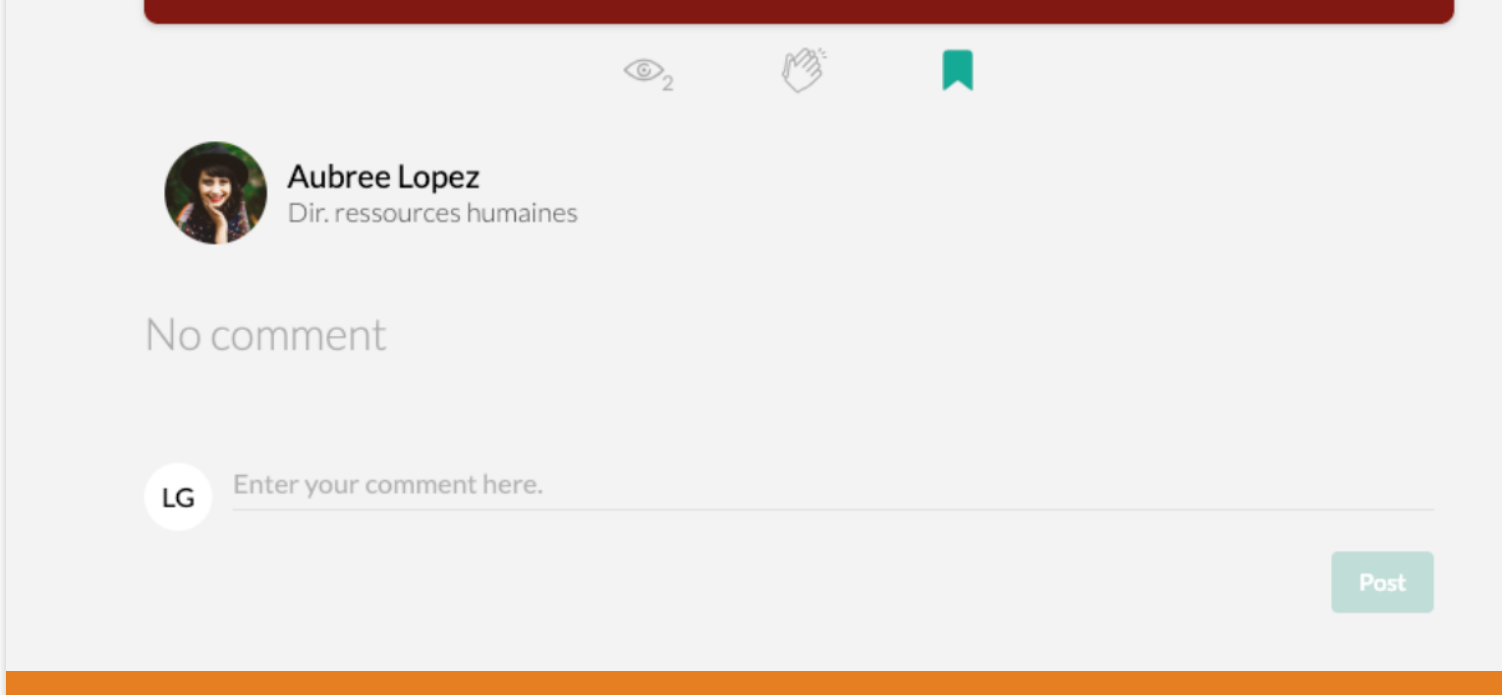 2
Aubree Lopez
Dir. ressources humaines
No comment
LG
Enter your comment here.
Post